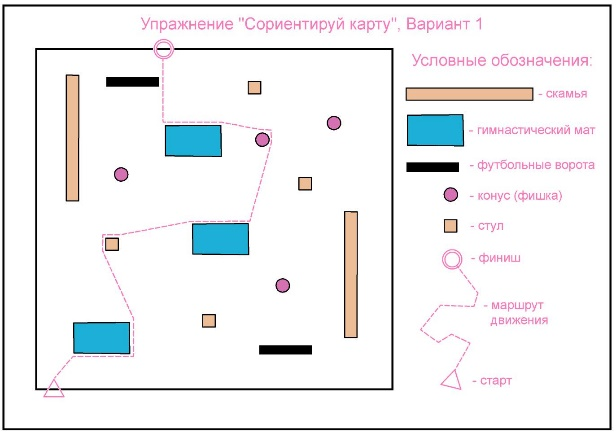 Упражнение "Сориентируй карту", Вариант 1
Условные обозначения:
- скамья
- гимнастический мат
- футбольные ворота
- конус (фишка)
- стул
- финиш
- маршрут
движения
- старт